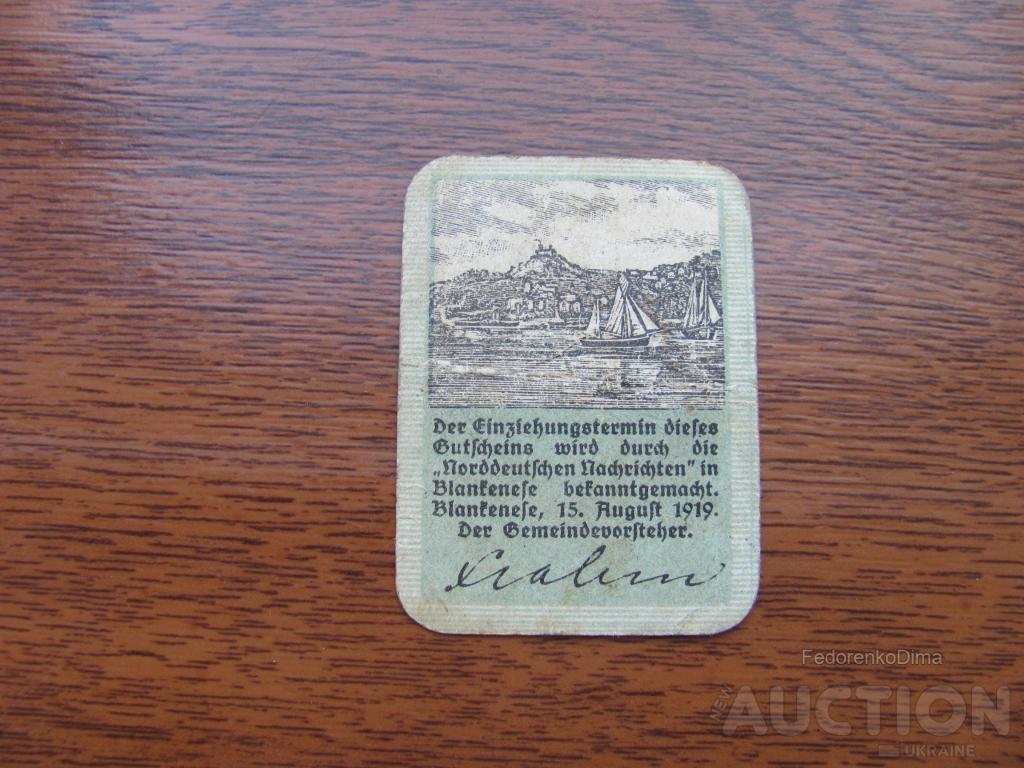 Der Einziehungstermin dieses
Gutscheins wird durch die
„Norddeutschen Nachrichten" in
Blankenese bekanntgemacht.
Blankenese, 15. August 1919.
Der Gemeindevorsteher.
FedorenkoDima
NEW AUCTION
UKRAINE